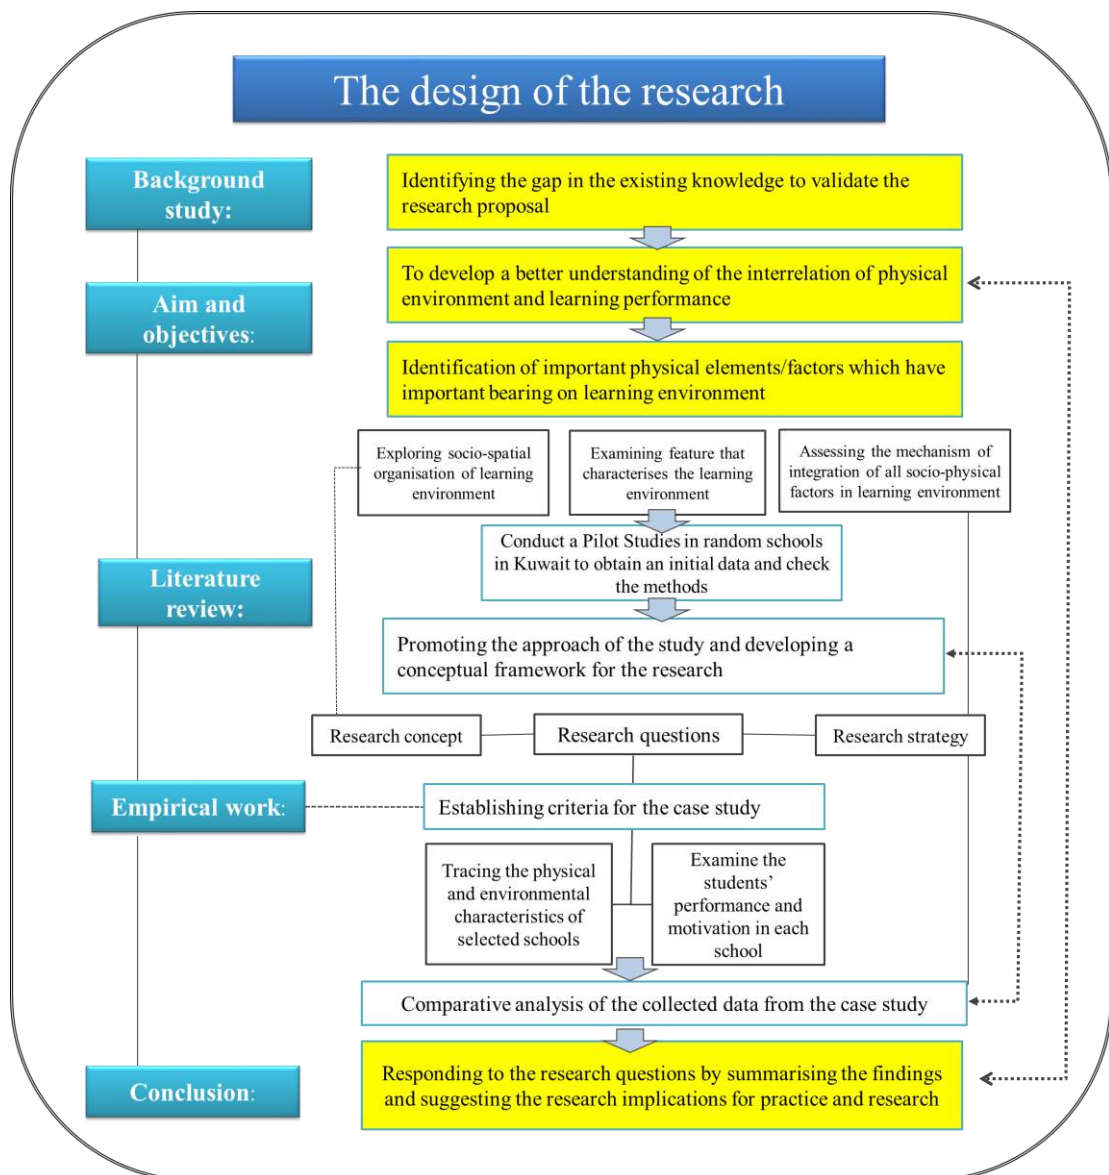 The design of the research
Background
study:
Identifying the gap in the existing knowledge to validate the
research proposal
To develop a better understanding of the interrelation of physical
environment and learning performance
Aim and
objectives:
Identification of important physical elements/factors which have
important bearing on learning environment
Exploring socio-spatial
organisation of learning
environment
Examining feature that
characterises the learning
environment
Assessing the mechanism of
integration of all socio-physical
factors in learning environment
Conduct a Pilot Studies in random schools
in Kuwait to obtain an initial data and check
the methods
Literature
review:
Promoting the approach of the study and developing a
conceptual framework for the research
Research concept
Research questions
Research strategy
Empirical work:
Establishing criteria for the case study
Tracing the physical
and environmental
characteristics of
selected schools
Examine the
students’
performance and
motivation in each
school
Comparative analysis of the collected data from the case study
Conclusion:
Responding to the research questions by summarising the findings
and suggesting the research implications for practice and research